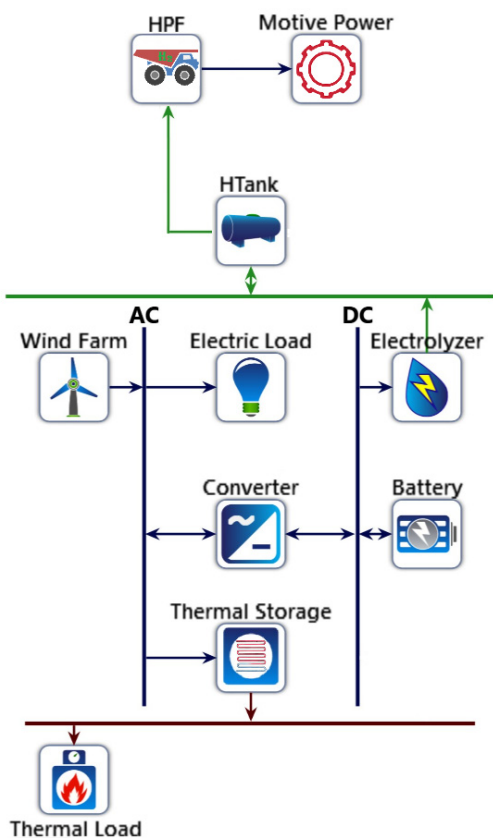 HPF
Motive Power
HTank
AC
DC
Wind Farm
Electric Load
Electrolyzer
Converter
Battery
Thermal Storage
Thermal Load